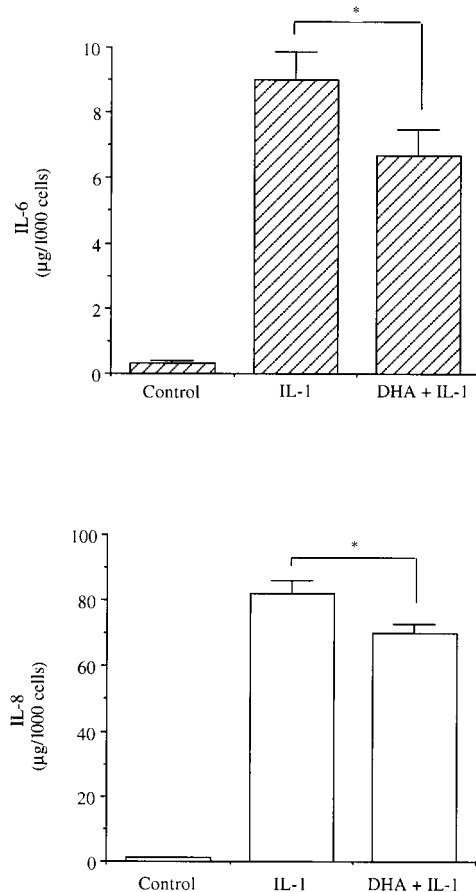 *
10
8
6
4
2
0
IL-6
(µg/1000 cells)
Control IL-1 DHA + IL-1
*
100
80
60
40
20
0
IL-8
(µg/1000 cells)
Control IL-1 DHA + IL-1